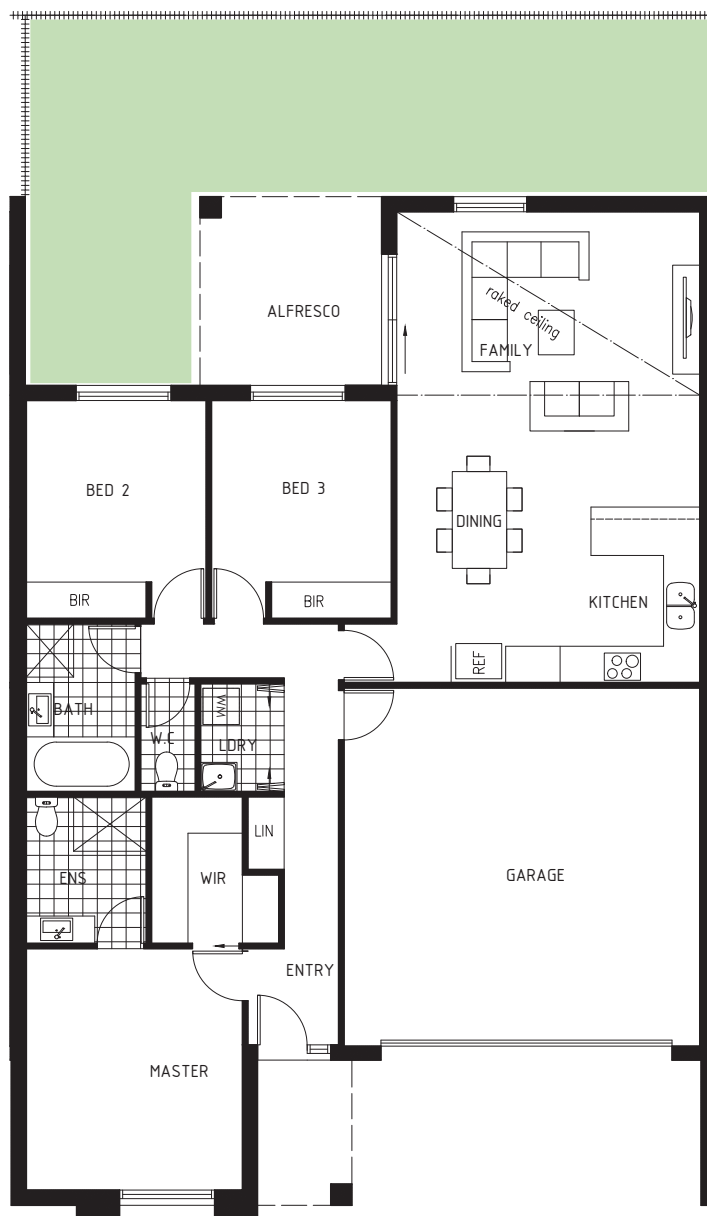 ALFRESCO
raked ceiling
FAMILY
BED 2
BED 3
DINING
BIR
BIR
KITCHEN
REF
BATH
W.C
WM
LDRY
LIN
ENS
WIR
GARAGE
ENTRY
MASTER